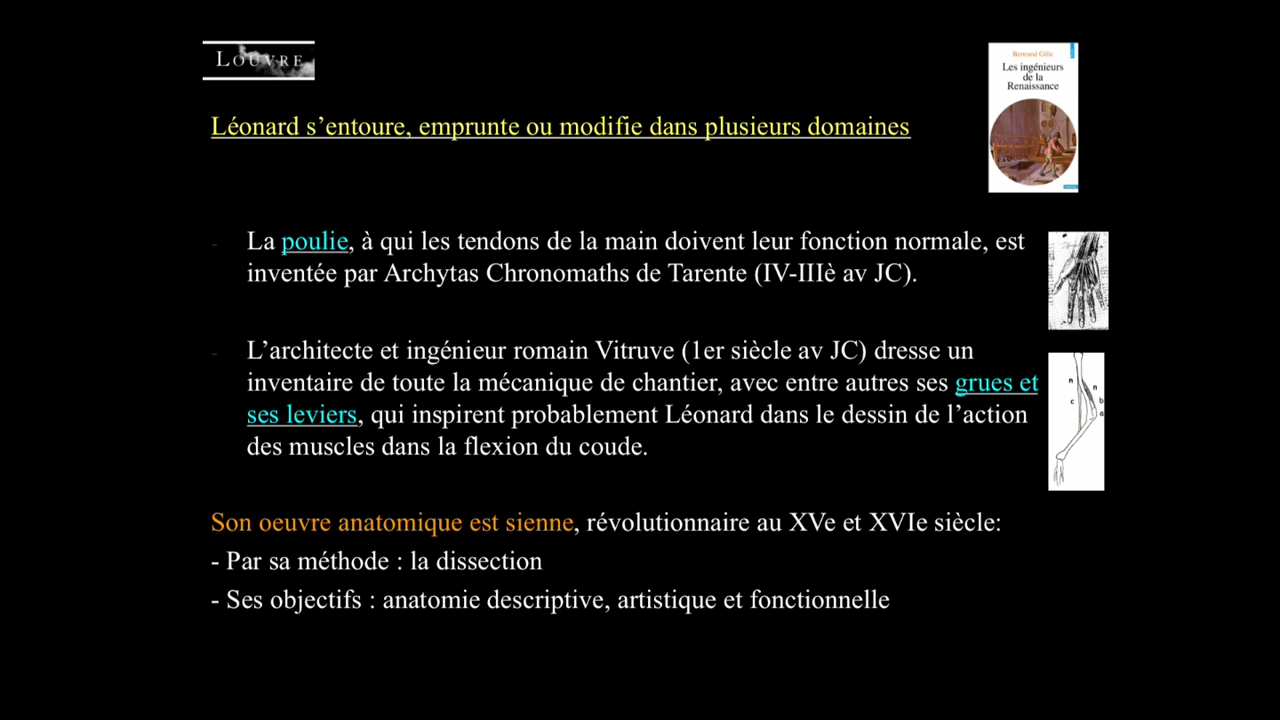 LOUVRE
Bertrand Gille
Les ingénieurs
de la
Renaissance
Léonard s’entoure, emprunte ou modifie dans plusieurs domaines
- La poulie, à qui les tendons de la main doivent leur fonction normale, est
inventée par Archytas Chronomaths de Tarente (IV-IIIè av JC).
- L’architecte et ingénieur romain Vitruve (1er siècle av JC) dresse un
inventaire de toute la mécanique de chantier, avec entre autres ses grues et
ses leviers, qui inspirent probablement Léonard dans le dessin de l’action
des muscles dans la flexion du coude.
n n
c b
a
Son oeuvre anatomique est sienne, révolutionnaire au XVe et XVIe siècle:
- Par sa méthode : la dissection
- Ses objectifs : anatomie descriptive, artistique et fonctionnelle